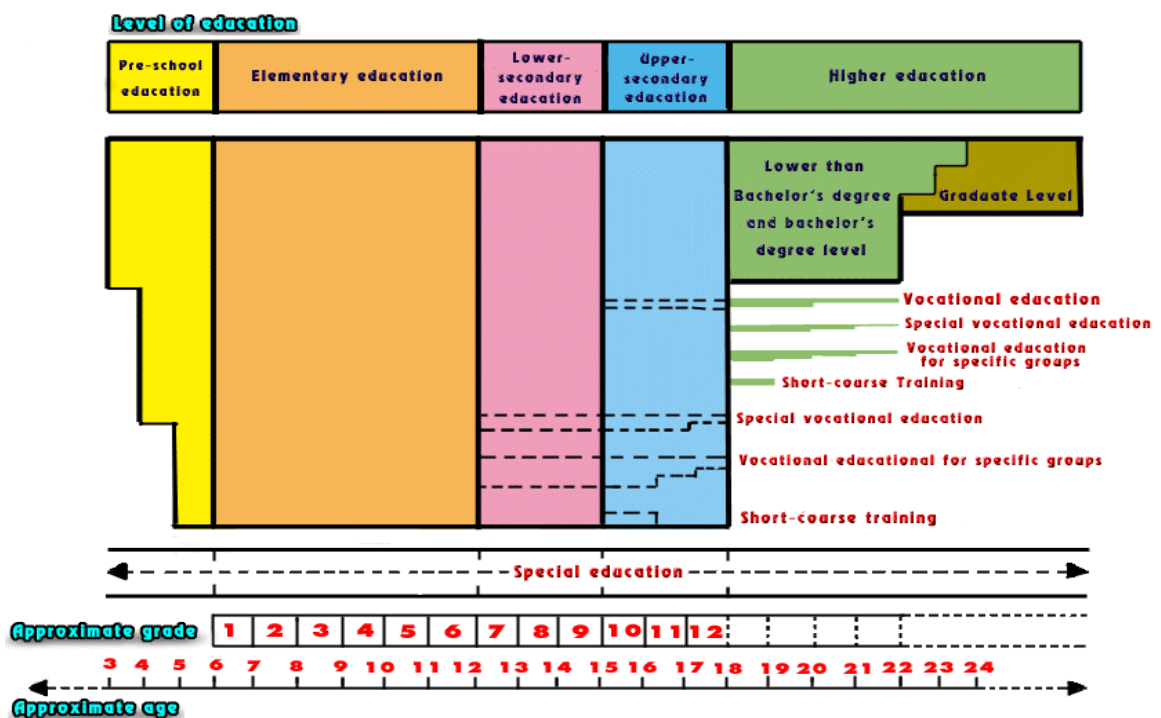 Level of education
Pre-school
education
Elementary education
Lower-
secondary
education
Upper-
secondary
education
Higher education
Lower than
Bachelor's degree
and bachelor's
degree level
Graduate Level
Vocational education
Special vocational education
Vocational education
for specific groups
Short-course Training
Special vocational education
Vocational educational for specific groups
Short-course training
Special education
Approximate grade
1 2 3 4 5 6 7 8 9 10 11 12
3 4 5 6 7 8 9 10 11 12 13 14 15 16 17 18 19 20 21 22 23 24
Approximate age